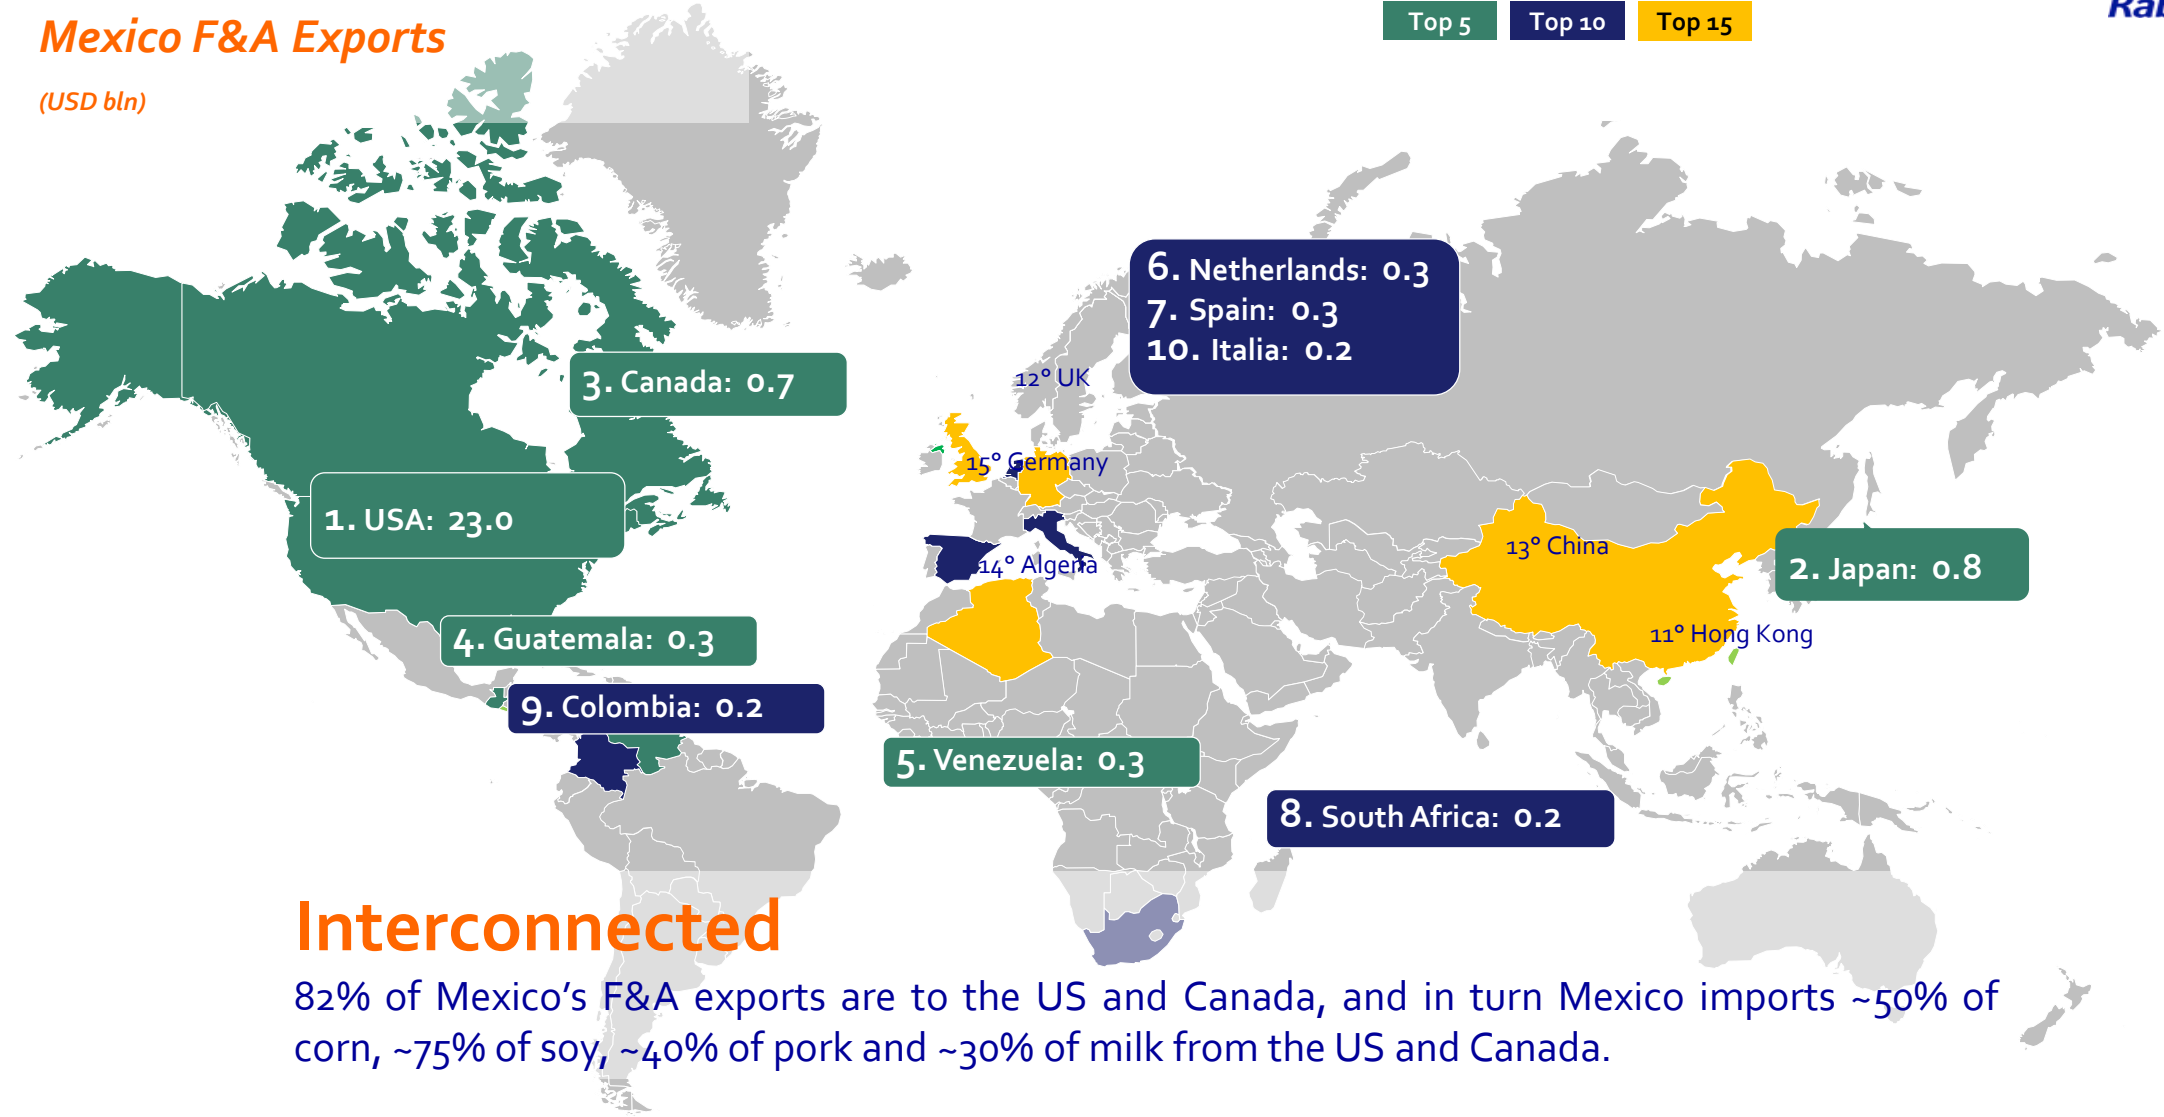 Mexico F&A Exports
(USD bln)
Top 5
Top 10
Top 15
6. Netherlands: 0.3
7. Spain: 0.3
10. Italia: 0.2
12° UK
3. Canada: 0.7
15° Germany
1. USA: 23.0
13° China
14° Algeria
2. Japan: 0.8
4. Guatemala: 0.3
11° Hong Kong
9. Colombia: 0.2
5. Venezuela: 0.3
8. South Africa: 0.2
Interconnected
82% of Mexico's F&A exports are to the US and Canada, and in turn Mexico imports ~50% of
corn, ~75% of soy, ~40% of pork and ~30% of milk from the US and Canada.